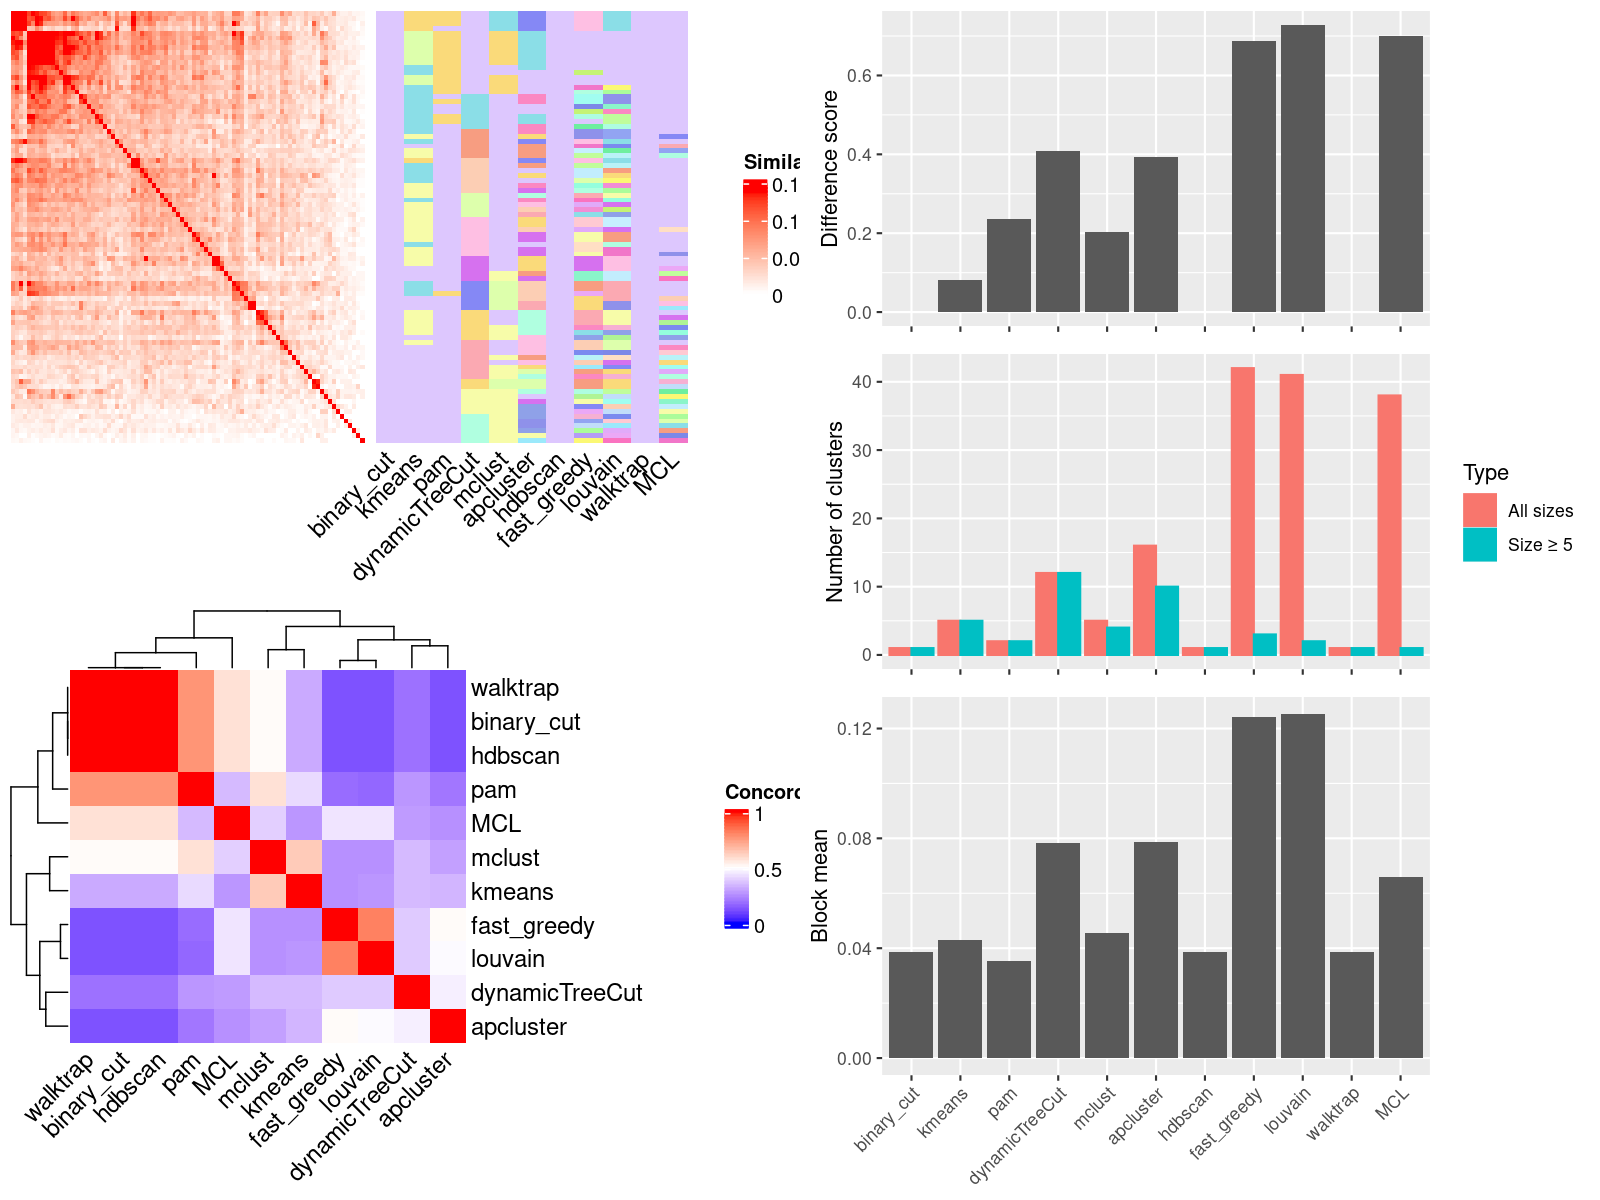 Simila
0.1
0.1
0.0
0
binary_cut
kmeans
pam
dynamicTreeCut
mclust
apcluster
hdbscan
fast_greedy
louvain
walktrap
MCL
walktrap
binary_cut
hdbscan
pam
MCL
mclust
kmeans
fast_greedy
louvain
dynamicTreeCut
apcluster
walktrap
binary_cut
hdbscan
pam
MCL
mclust
kmeans
fast_greedy
louvain
dynamicTreeCut
apcluster
Concord
1
0.5
0
Difference score
0.6
0.4
0.2
0.0
Number of clusters
40
30
20
10
0
Type
All sizes
Size ≥ 5
Block mean
0.12
0.08
0.04
0.00
binary_cut
kmeans
pam
dynamicTreeCut
mclust
apcluster
hdbscan
fast_greedy
louvain
walktrap
MCL